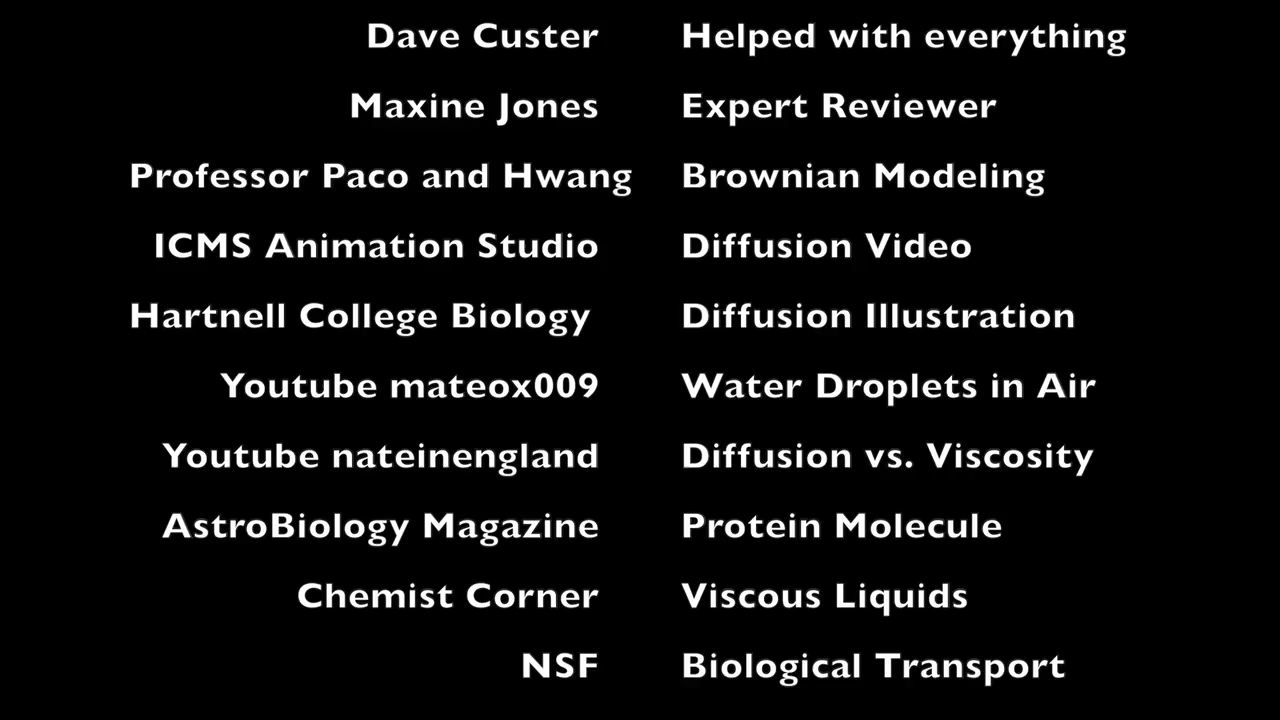 Dave Custer Helped with everything
Maxine Jones Expert Reviewer
Professor Paco and Hwang Brownian Modeling
ICMS Animation Studio Diffusion Video
Hartnell College Biology Diffusion Illustration
Youtube mateox009 Water Droplets in Air
Youtube nateinengland Diffusion vs. Viscosity
AstroBiology Magazine Protein Molecule
Chemist Corner Viscous Liquids
NSF Biological Transport